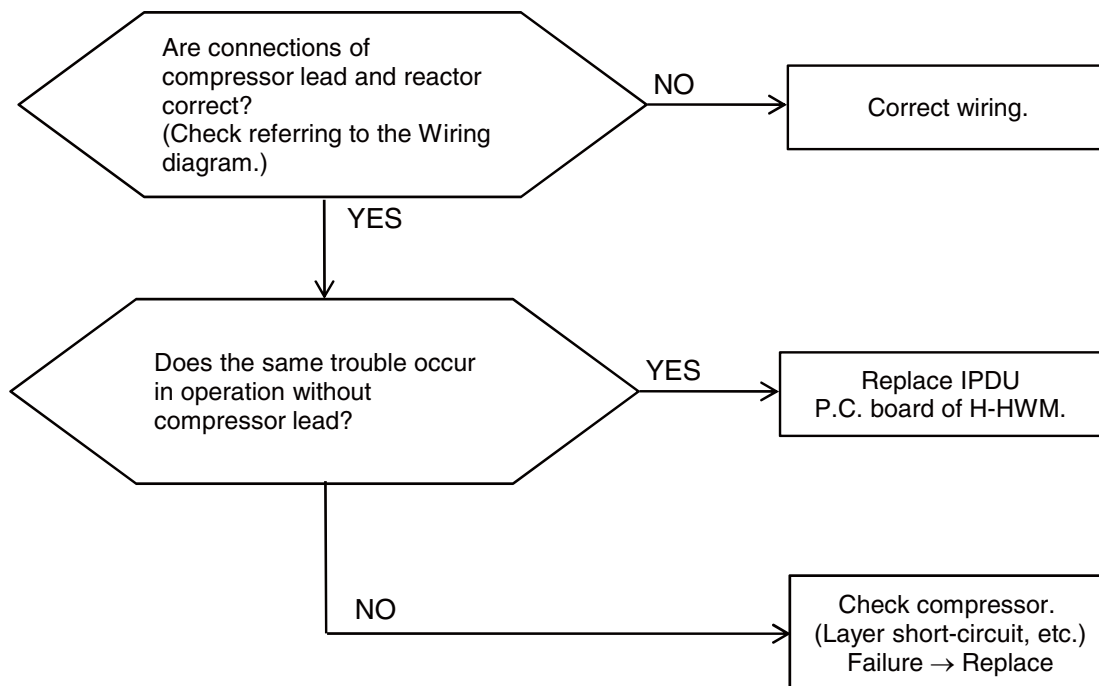 Are connections of
compressor lead and reactor
correct?
(Check referring to the Wiring
diagram.)
NO
Correct wiring.
YES
Does the same trouble occur
in operation without
compressor lead?
YES
Replace IPDU
P.C. board of H-HWM.
NO
Check compressor.
(Layer short-circuit, etc.)
Failure → Replace